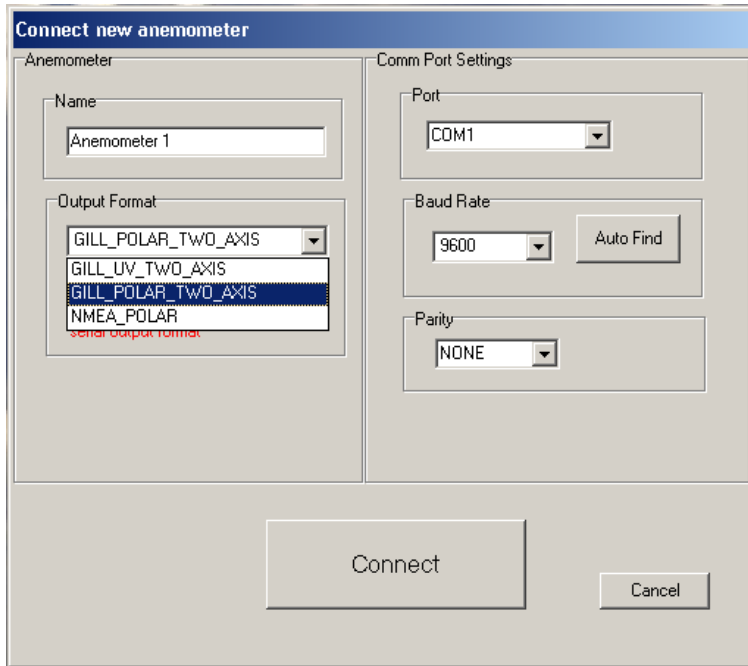 Connect new anemometer
Anemometer
Name
Anemometer 1
Output Format
GILL_POLAR_TWO_AXIS
GILL_UV_TWO_AXIS
GILL_POLAR_TWO_AXIS
NMEA_POLAR
serial output format
Comm Port Settings
Port
COM1
Baud Rate
9600
Auto Find
Parity
NONE
Connect
Cancel